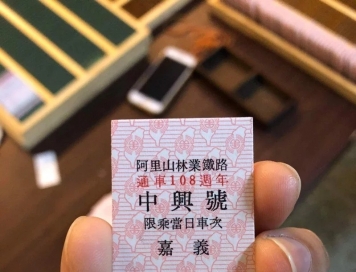 阿里山林業鐵路
通車108週年
中興號
限乘當日車次
嘉義